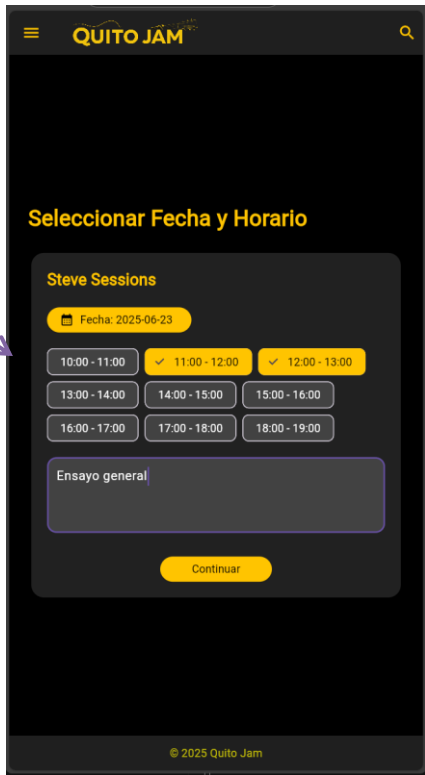 QUITO JAM
Seleccionar Fecha y Horario
Steve Sessions
Fecha: 2025-06-23
10:00 - 11:00 11:00 - 12:00 12:00 - 13:00
13:00 - 14:00 14:00 - 15:00 15:00 - 16:00
16:00 - 17:00 17:00 - 18:00 18:00 - 19:00
Ensayo general
Continuar
© 2025 Quito Jam